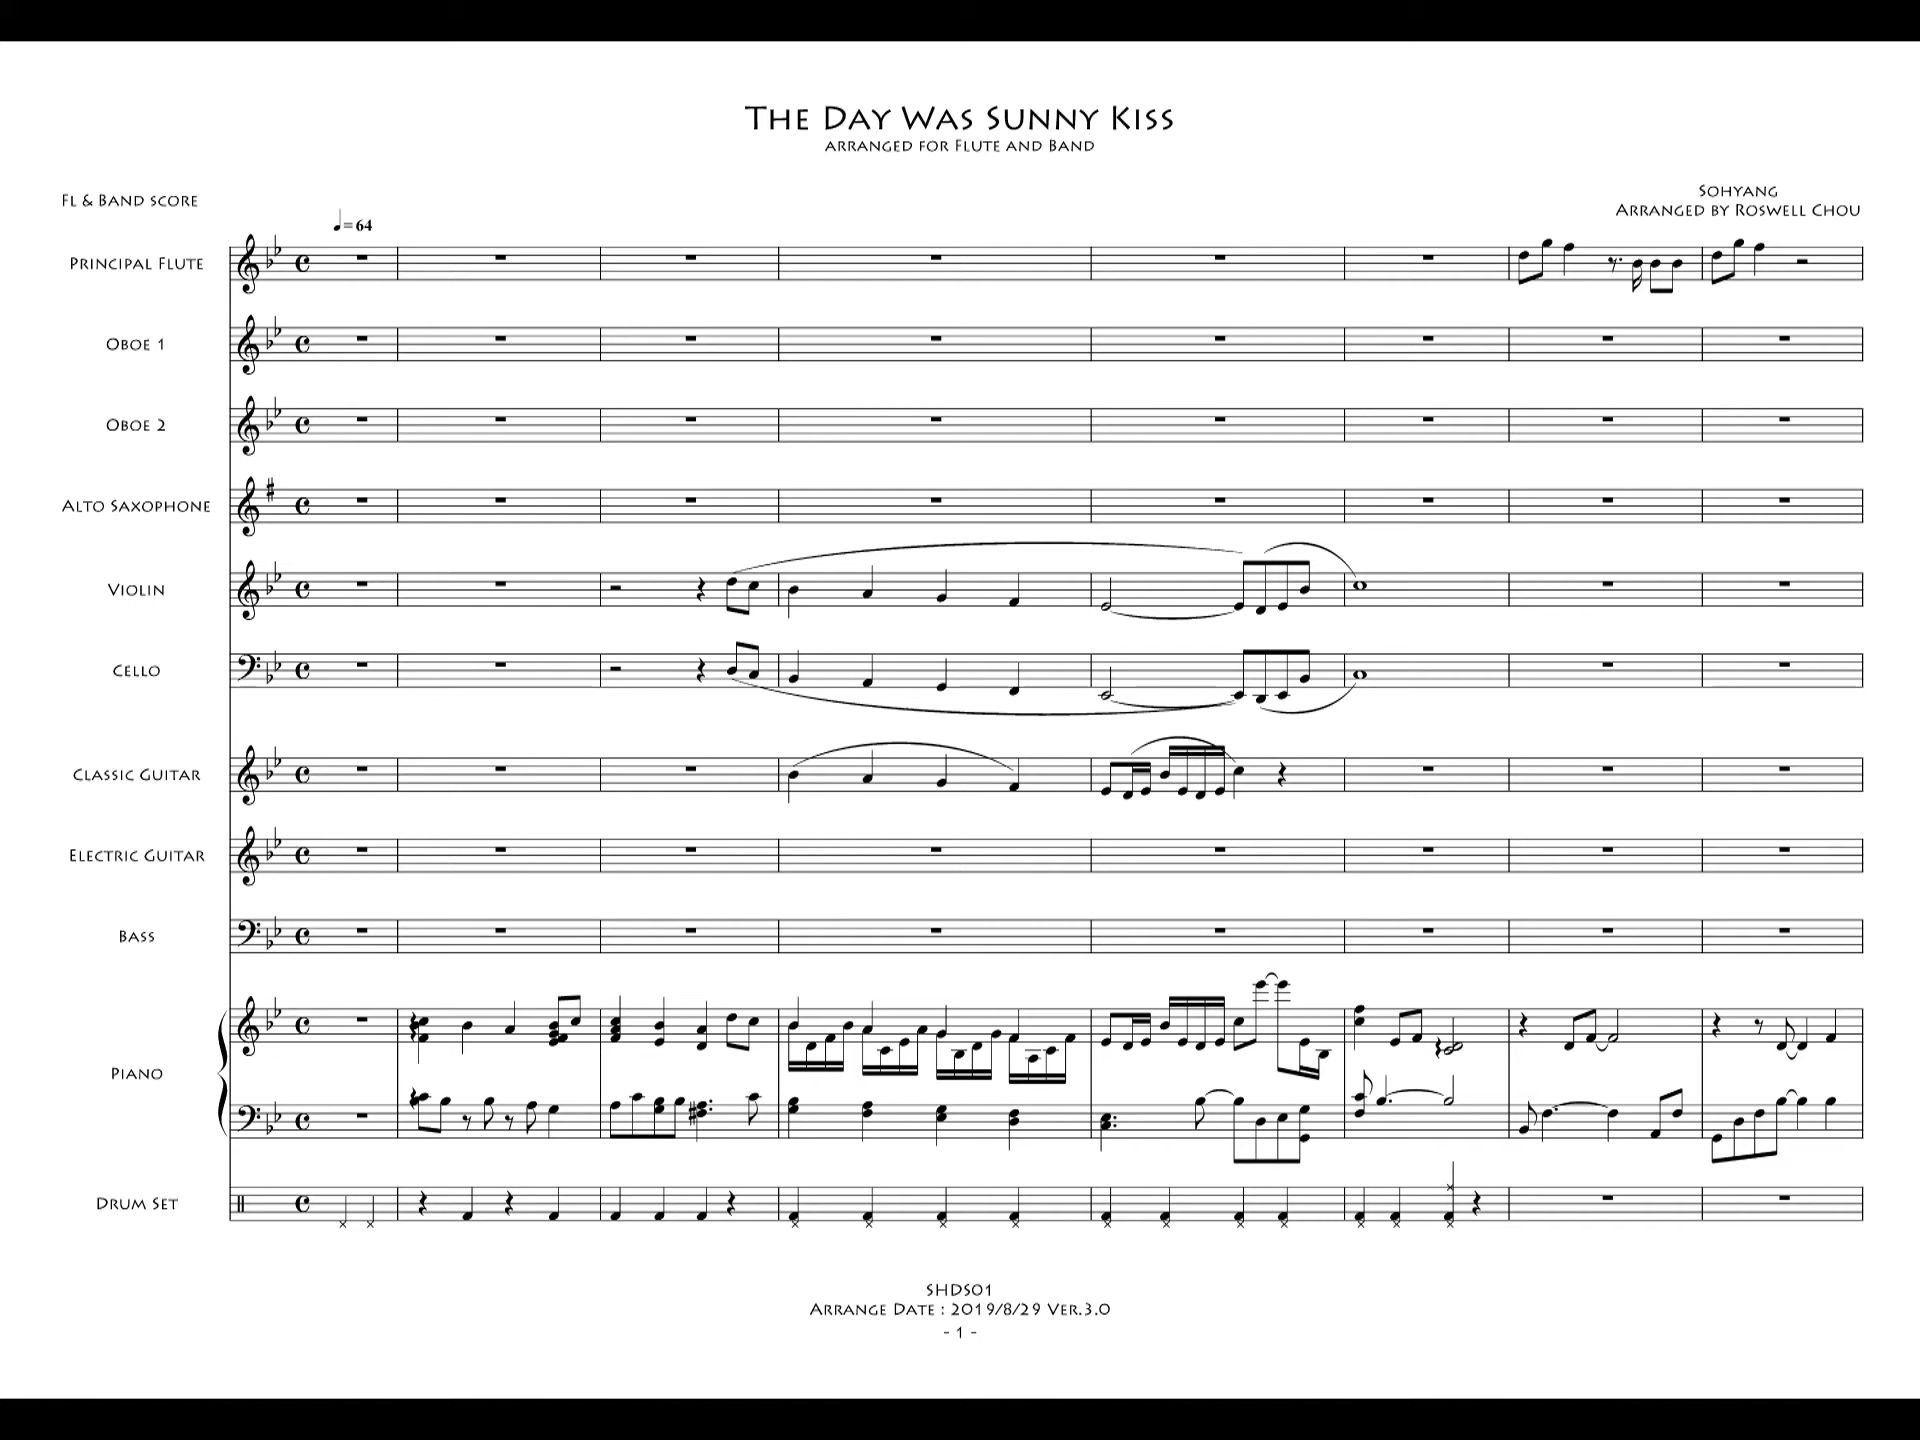 THE DAY WAS SUNNY KISS
ARRANGED FOR FLUTE AND BAND
FL & BAND SCORE
SOHYANG
ARRANGED BY ROSWELL CHOU
♩= 64
PRINCIPAL FLUTE
OBOE 1
OBOE 2
ALTO SAXOPHONE
VIOLIN
CELLO
CLASSIC GUITAR
ELECTRIC GUITAR
BASS
PIANO
DRUM SET
SHDS01
ARRANGE DATE : 2019/8/29 VER.3.0
- 1 -